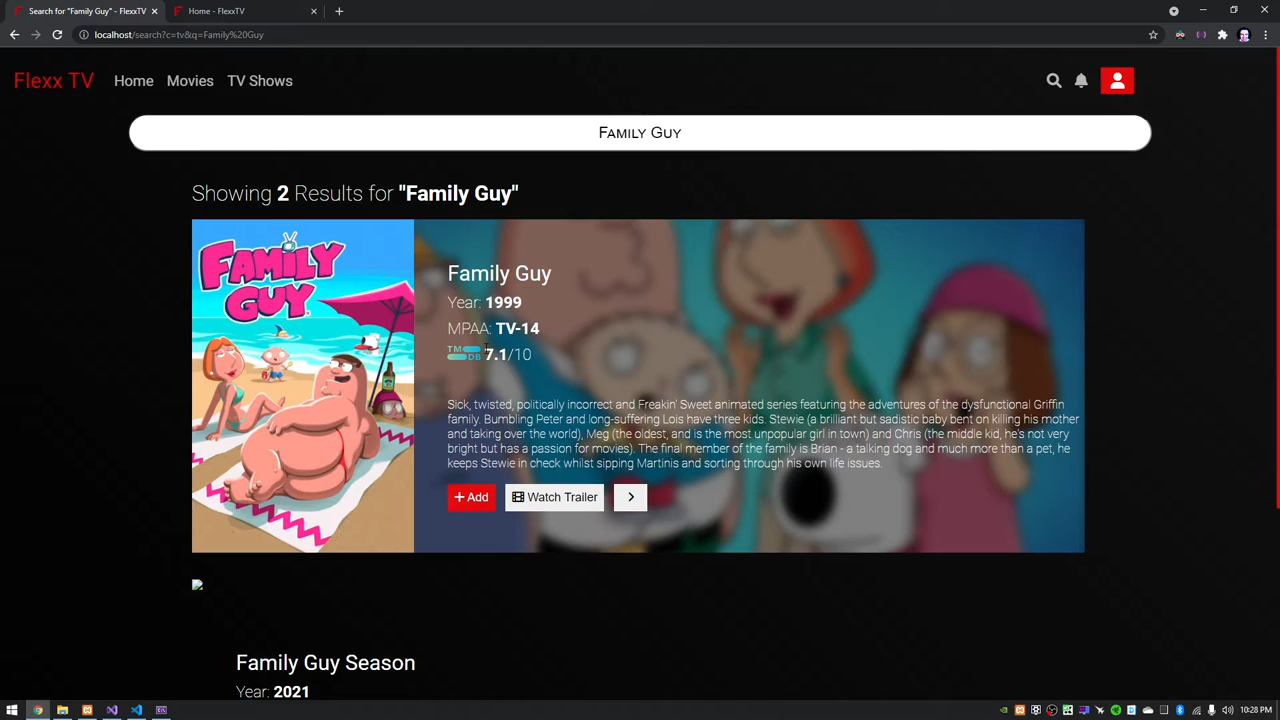 Search for "Family Guy" - FlexxTV
Home - FlexxTV
localhost/search?c=tv&q=Family%20Guy
Flexx TV Home Movies TV Shows
Family Guy
Showing 2 Results for "Family Guy"
FAMILY
GUY
Family Guy
Year: 1999
MPAA: TV-14
TMDB 7.1/10
Sick, twisted, politically incorrect and Freakin' Sweet animated series featuring the adventures of the dysfunctional Griffin
family. Bumbling Peter and long-suffering Lois have three kids. Stewie (a brilliant but sadistic baby bent on killing his mother
and taking over the world), Meg (the oldest, and is the most unpopular girl in town) and Chris (the middle kid, he's not very
bright but has a passion for movies). The final member of the family is Brian - a talking dog and much more than a pet, he
keeps Stewie in check whilst sipping Martinis and sorting through his own life issues.
+ Add Watch Trailer
Family Guy Season
Year: 2021
10:28 PM